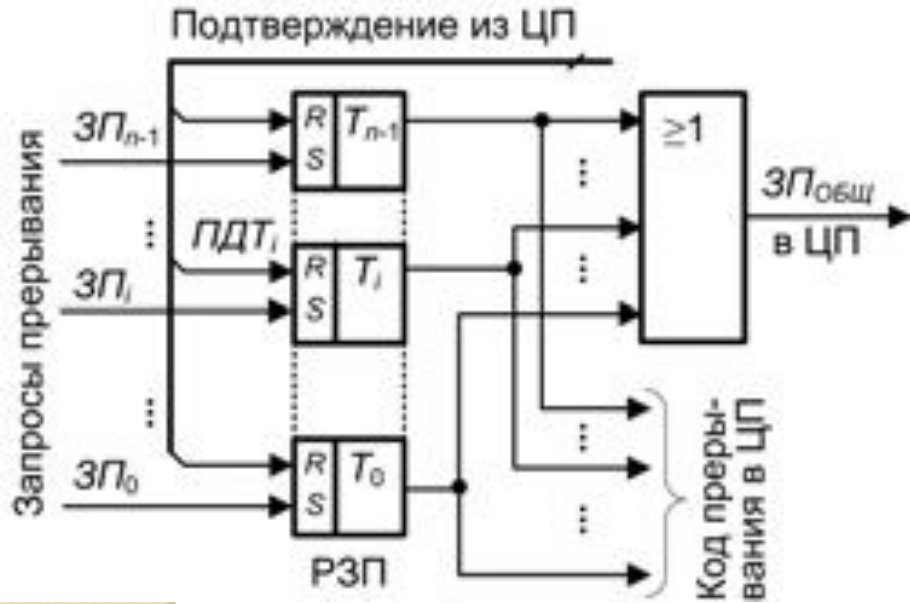 Подтверждение из ЦП
Запросы прерывания
ЗПn-1
R
S
Tn-1
≥1
ЗПОБЩ
в ЦП
ПДТi
ЗПi
R
S
Ti
ЗП0
R
S
T0
РЗП
Код преры-
вания в ЦП